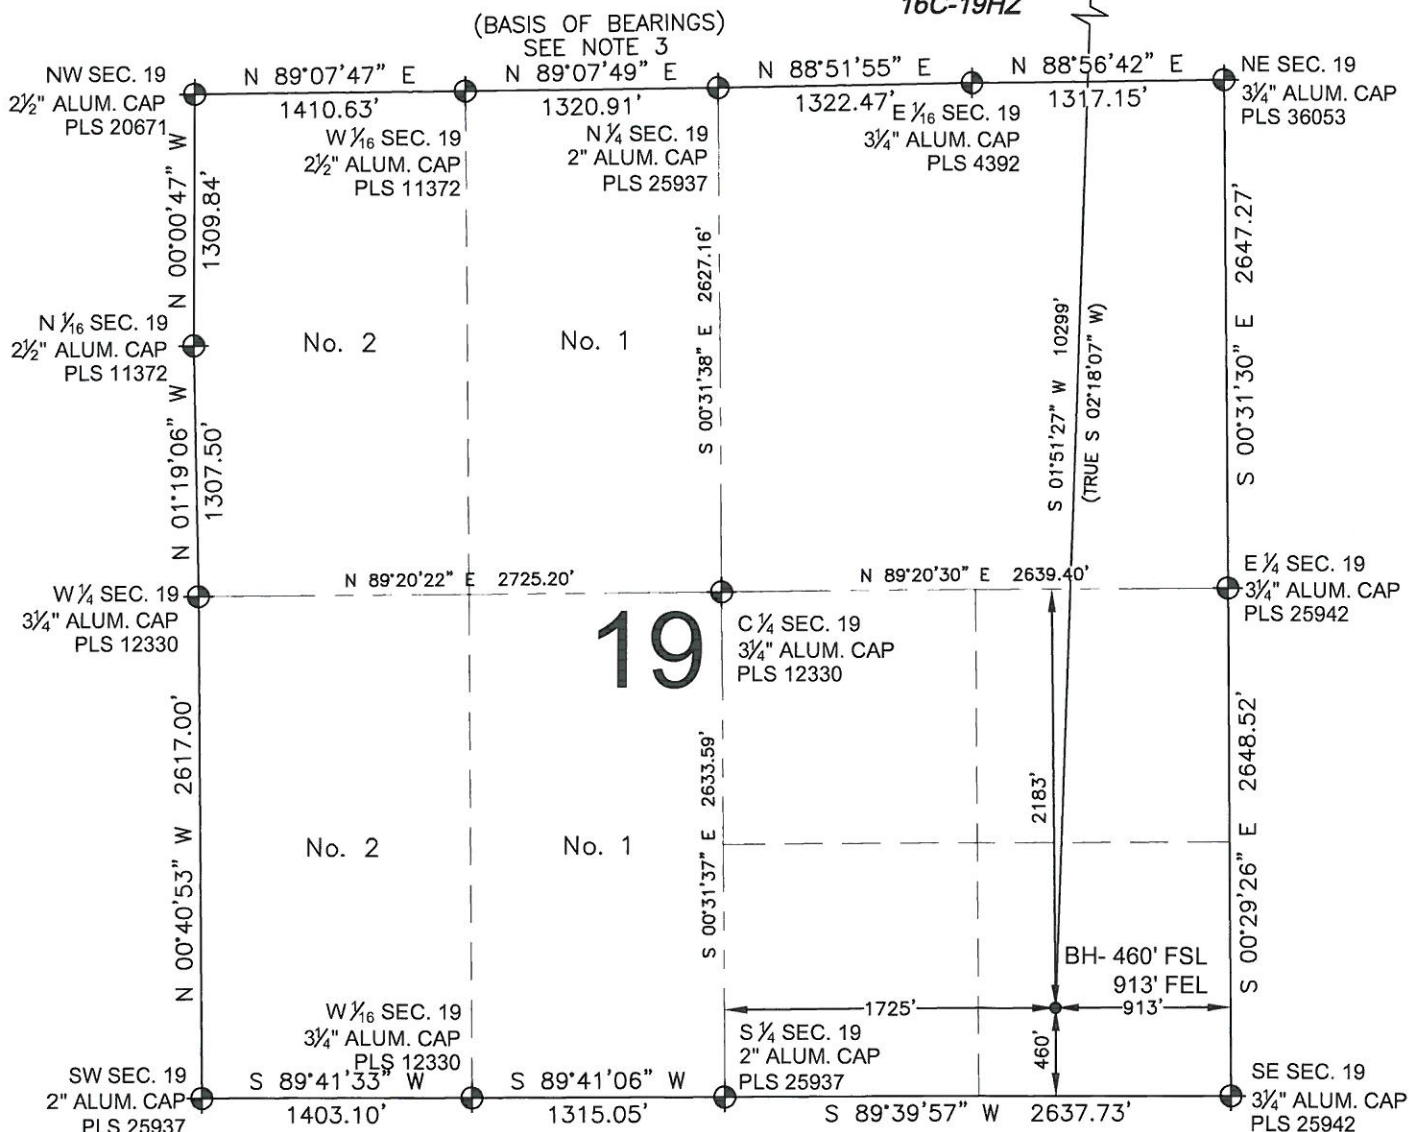 16C-19HZ
(BASIS OF BEARINGS)
SEE NOTE 3
NW SEC. 19
2½" ALUM. CAP
PLS 20671
N 89°07'47" E
1410.63'
N 89°07'49" E
1320.91'
N 88°51'55" E
1322.47'
N 88°56'42" E
1317.15'
NE SEC. 19
3¼" ALUM. CAP
PLS 36053
W 1/16 SEC. 19
2½" ALUM. CAP
PLS 11372
N ¼ SEC. 19
2" ALUM. CAP
PLS 25937
E 1/16 SEC. 19
3¼" ALUM. CAP
PLS 4392
N 00°00'47" W
1309.84'
S 00°31'38" E 2627.16'
S 01°51'27" W 10299'
(TRUE S 02°18'07" W)
S 00°31'30" E 2647.27'
N 1/16 SEC. 19
2½" ALUM. CAP
PLS 11372
No. 2
No. 1
N 01°19'06" W
1307.50'
W ¼ SEC. 19
3¼" ALUM. CAP
PLS 12330
N 89°20'22" E 2725.20'
N 89°20'30" E 2639.40'
E ¼ SEC. 19
3¼" ALUM. CAP
PLS 25942
19
C ¼ SEC. 19
3¼" ALUM. CAP
PLS 12330
N 00°40'53" W 2617.00'
No. 2
No. 1
S 00°31'37" E 2633.59'
2183'
S 00°29'26" E 2648.52'
BH- 460' FSL
913' FEL
1725'
913'
460'
W 1/16 SEC. 19
3¼" ALUM. CAP
PLS 12330
S ¼ SEC. 19
2" ALUM. CAP
PLS 25937
SW SEC. 19
2" ALUM. CAP
PLS 25937
S 89°41'33" W
1403.10'
S 89°41'06" W
1315.05'
S 89°39'57" W 2637.73'
SE SEC. 19
3¼" ALUM. CAP
PLS 25942